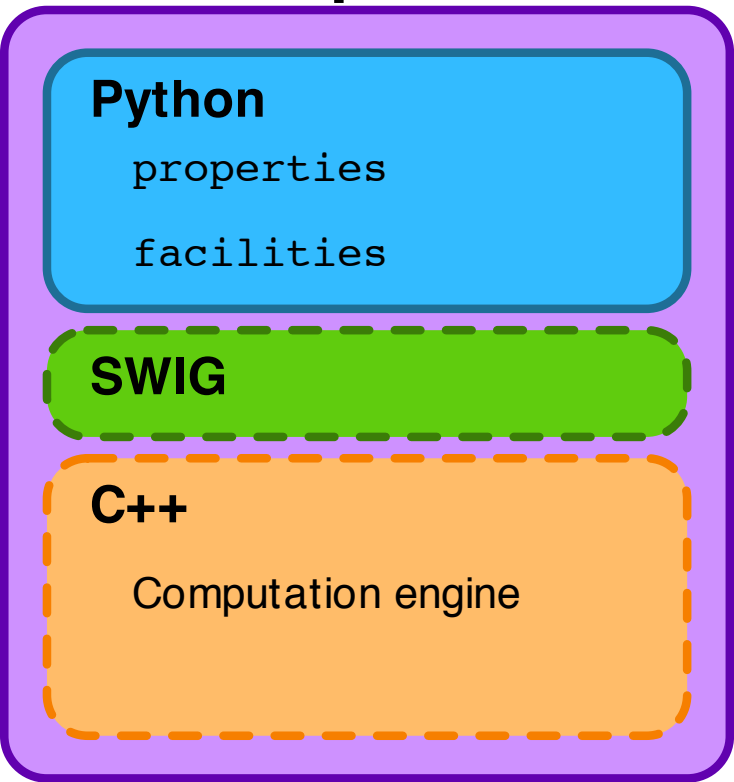 Python
properties
facilities
SWIG
C++
Computation engine